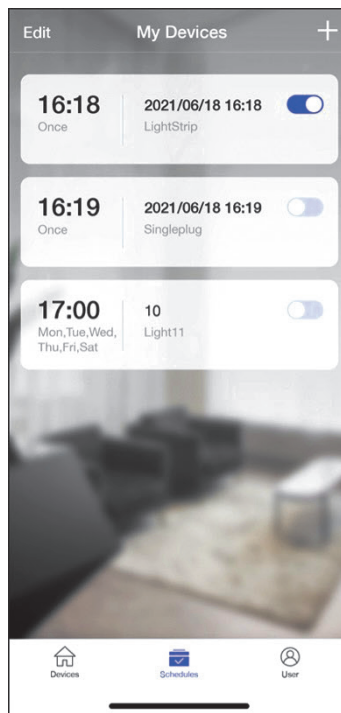 Edit My Devices
16:18 2021/06/18 16:18
Once LightStrip
16:19 2021/06/18 16:19
Once Singleplug
17:00 10
Mon,Tue,Wed, Light11
Thu,Fri,Sat
Devices Schedules User